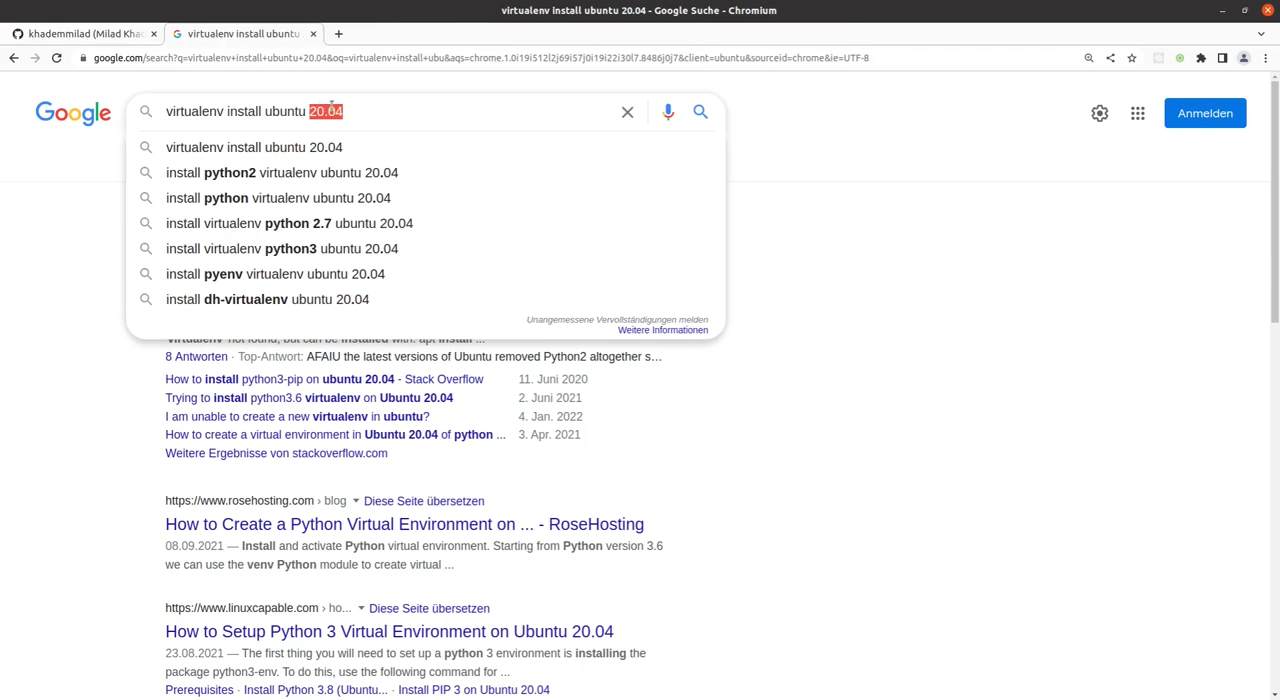 virtualenv install ubuntu 20.04 - Google Suche - Chromium
khademmilad (Milad Kha
virtualenv install ubuntu
google.com/search?q=virtualenv+install+ubuntu+20.04&oq=virtualenv+install+ubu&aqs=chrome.1.0i19i512l2j69i57j0i19i22i30l7.8486j0j7&client=ubuntu&sourceid=chrome&ie=UTF-8
Google
virtualenv install ubuntu 20.04
Anmelden
virtualenv install ubuntu 20.04
install python2 virtualenv ubuntu 20.04
install python virtualenv ubuntu 20.04
install virtualenv python 2.7 ubuntu 20.04
install virtualenv python3 ubuntu 20.04
install pyenv virtualenv ubuntu 20.04
install dh-virtualenv ubuntu 20.04
Unangemessene Vervollständigungen melden
Weitere Informationen
'virtualenv' not found, but can be installed with: apt install ...
8 Antworten · Top-Antwort: AFAIU the latest versions of Ubuntu removed Python2 altogether s…
How to install python3-pip on ubuntu 20.04 - Stack Overflow 11. Juni 2020
Trying to install python3.6 virtualenv on Ubuntu 20.04 2. Juni 2021
I am unable to create a new virtualenv in ubuntu? 4. Jan. 2022
How to create a virtual environment in Ubuntu 20.04 of python ... 3. Apr. 2021
Weitere Ergebnisse von stackoverflow.com
https://www.rosehosting.com › blog Diese Seite übersetzen
How to Create a Python Virtual Environment on ... - RoseHosting
08.09.2021 — Install and activate Python virtual environment. Starting from Python version 3.6
we can use the venv Python module to create virtual ...
https://www.linuxcapable.com › ho... Diese Seite übersetzen
How to Setup Python 3 Virtual Environment on Ubuntu 20.04
23.08.2021 — The first thing you will need to set up a python 3 environment is installing the
package python3-env. To do this, use the following command for ...
Prerequisites · Install Python 3.8 (Ubuntu... · Install PIP 3 on Ubuntu 20.04